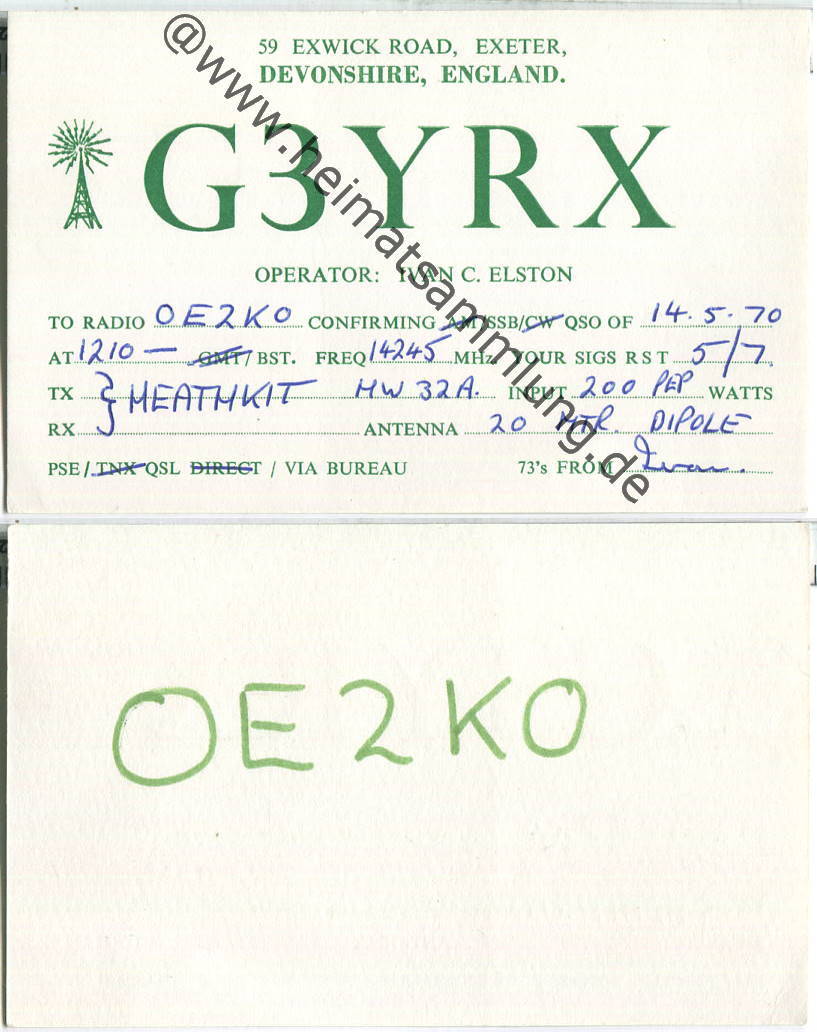 59 EXWICK ROAD, EXETER,
DEVONSHIRE, ENGLAND.
G3YRX
OPERATOR: IVAN C. ELSTON
TO RADIO OE2KO CONFIRMING AM/SSB/CW QSO OF 14.5.70
AT 1210 — GMT/BST. FREQ 14245 MHz YOUR SIGS RST 5/7
TX } HEATHKIT HW 32A. INPUT 200 PEP WATTS
RX ANTENNA 20 MTR. DIPOLE
PSE/TNX QSL DIRECT / VIA BUREAU 73's FROM Ivan.
@www.heimatsammlung.de
OE2KO